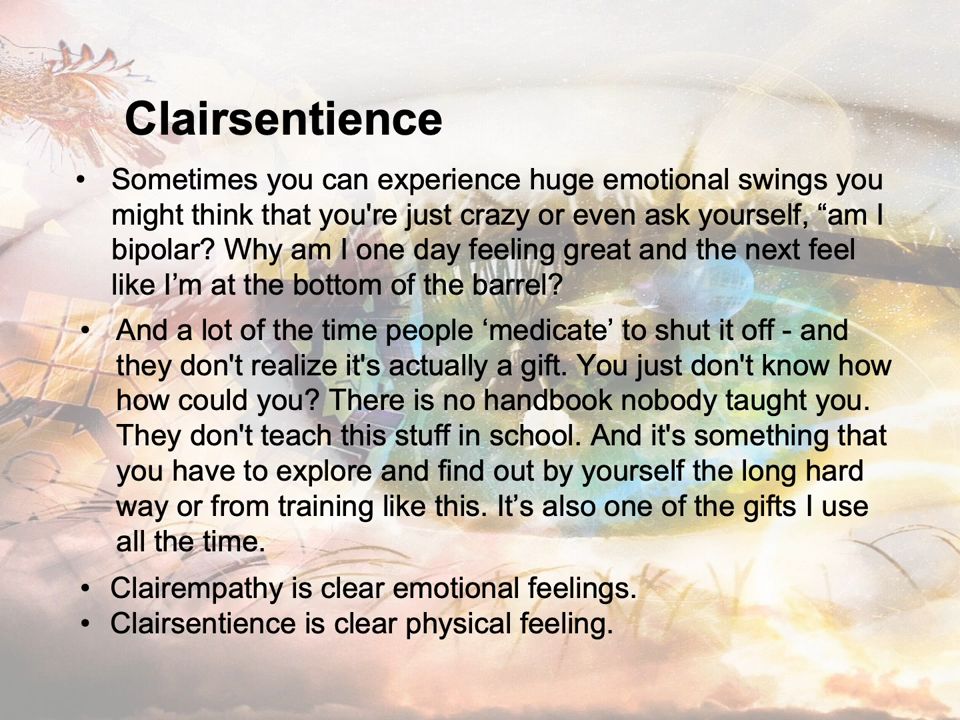 Clairsentience
• Sometimes you can experience huge emotional swings you
might think that you're just crazy or even ask yourself, “am I
bipolar? Why am I one day feeling great and the next feel
like I’m at the bottom of the barrel?
• And a lot of the time people ‘medicate’ to shut it off - and
they don't realize it's actually a gift. You just don't know how
how could you? There is no handbook nobody taught you.
They don't teach this stuff in school. And it's something that
you have to explore and find out by yourself the long hard
way or from training like this. It’s also one of the gifts I use
all the time.
• Clairempathy is clear emotional feelings.
• Clairsentience is clear physical feeling.